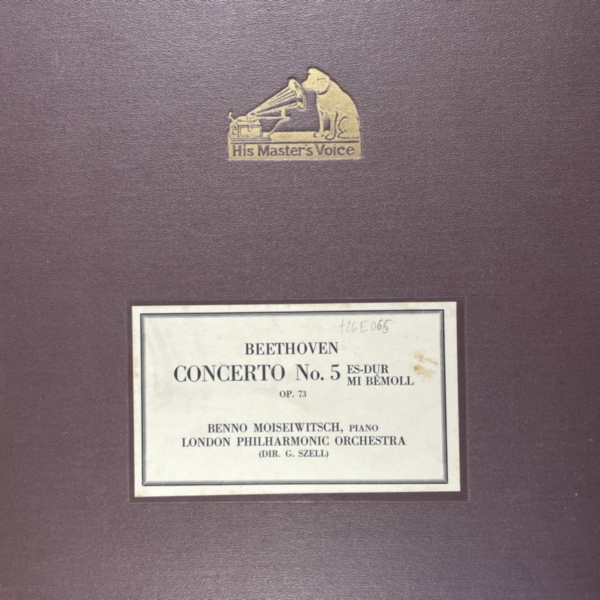 His Master's Voice
BEETHOVEN
CONCERTO No. 5 ES-DUR
MI BÉMOLL
OP. 73
BENNO MOISEIWITSCH, PIANO
LONDON PHILHARMONIC ORCHESTRA
(DIR. G. SZELL)